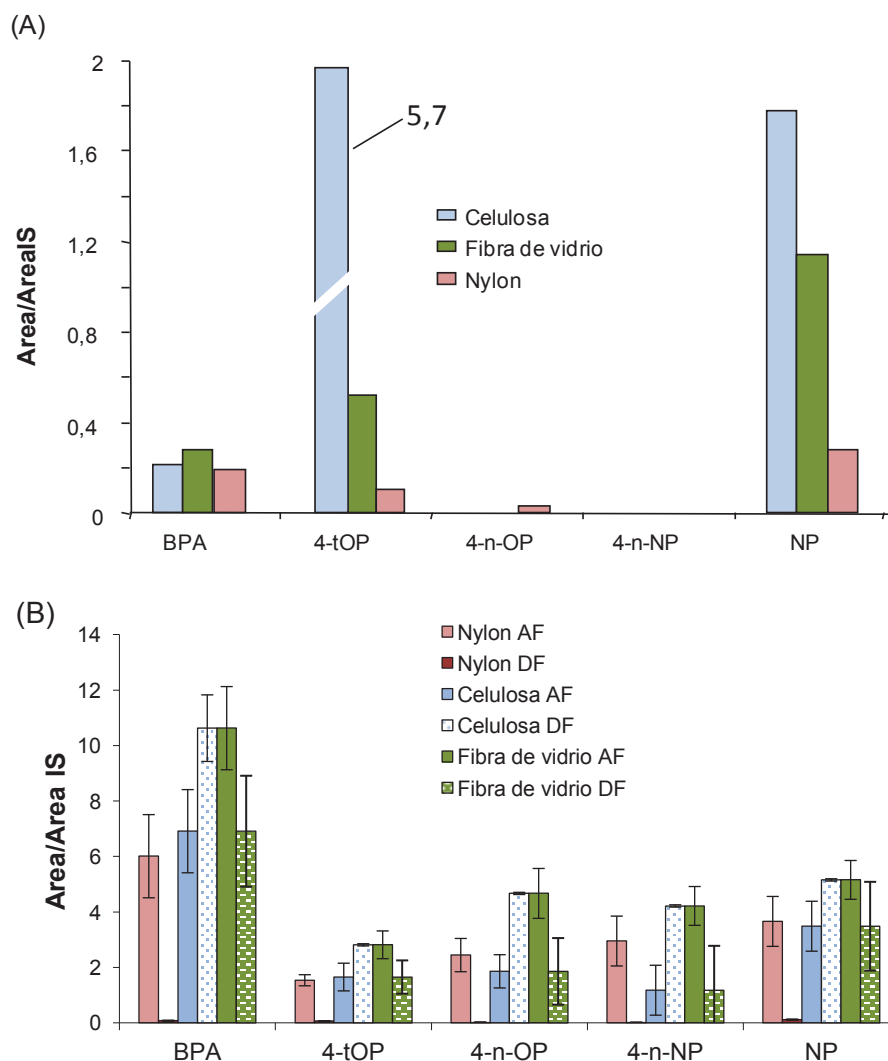 (A)
2
1,6
1,2
0,8
0,4
0
Area/AreaIS
5,7
Celulosa
Fibra de vidrio
Nylon
BPA 4-tOP 4-n-OP 4-n-NP NP
(B)
14
12
10
8
6
4
2
0
Area/Area IS
Nylon AF
Nylon DF
Celulosa AF
Celulosa DF
Fibra de vidrio AF
Fibra de vidrio DF
BPA 4-tOP 4-n-OP 4-n-NP NP